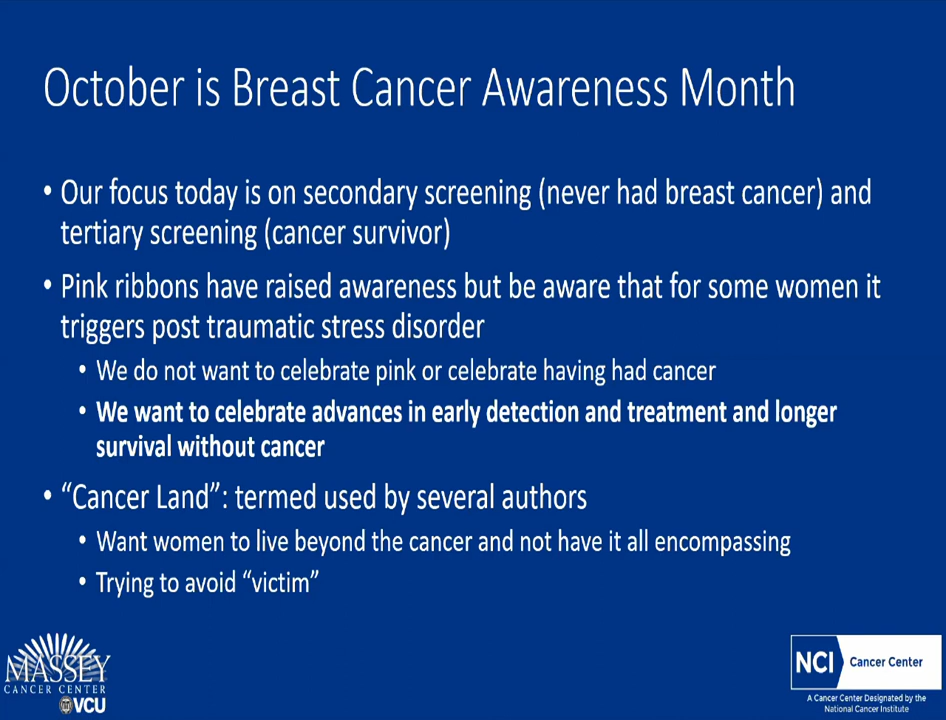 October is Breast Cancer Awareness Month
• Our focus today is on secondary screening (never had breast cancer) and
tertiary screening (cancer survivor)
• Pink ribbons have raised awareness but be aware that for some women it
triggers post traumatic stress disorder
• We do not want to celebrate pink or celebrate having had cancer
• We want to celebrate advances in early detection and treatment and longer
survival without cancer
• “Cancer Land”: termed used by several authors
• Want women to live beyond the cancer and not have it all encompassing
• Trying to avoid “victim”
MASSEY
CANCER CENTER
VCU
NCI Cancer Center
A Cancer Center Designated by the
National Cancer Institute